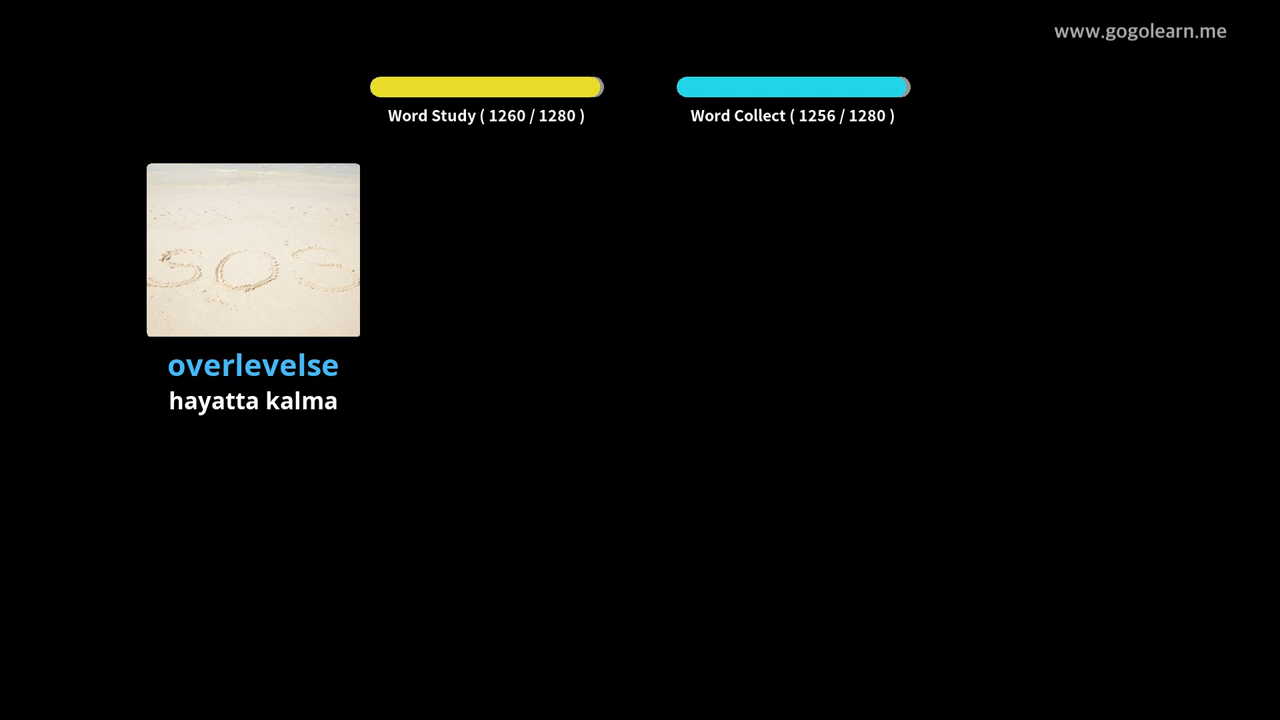 www.gogolearn.me
Word Study ( 1260 / 1280 )
Word Collect ( 1256 / 1280 )
SOS
overlevelse
hayatta kalma